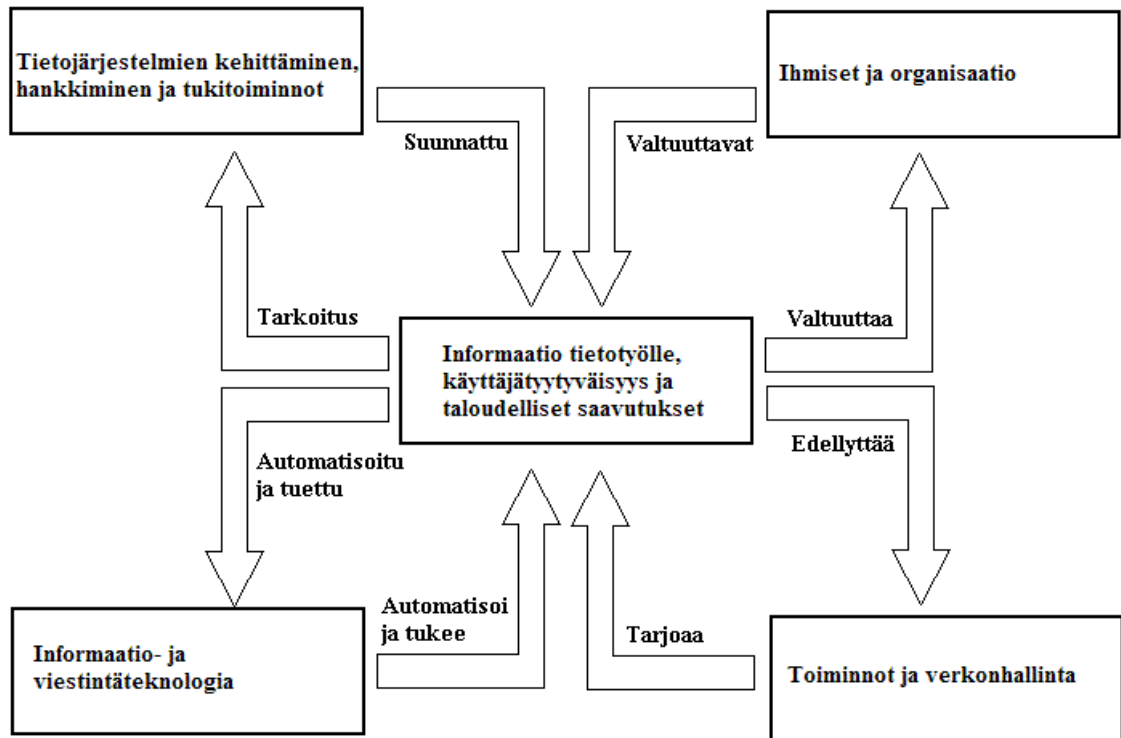 Tietojärjestelmien kehittäminen,
hankkiminen ja tukitoiminnot
Ihmiset ja organisaatio
Suunnattu
Valtuuttavat
Tarkoitus
Valtuuttaa
Informaatio tietotyölle,
käyttäjätyytyväisyys ja
taloudelliset saavutukset
Edellyttää
Automatisoitu
ja tuettu
Automatisoi
ja tukee
Tarjoaa
Informaatio- ja
viestintäteknologia
Toiminnot ja verkonhallinta